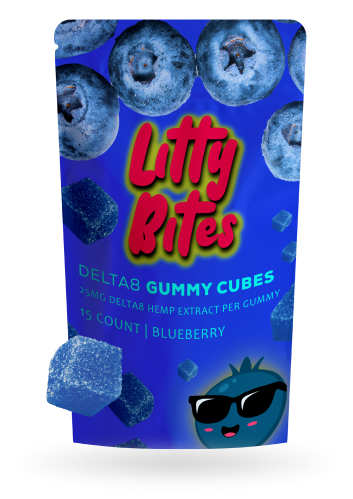 Litty
Bites
DELTA8 GUMMY CUBES
25MG DELTA8 HEMP EXTRACT PER GUMMY
15 COUNT | BLUEBERRY